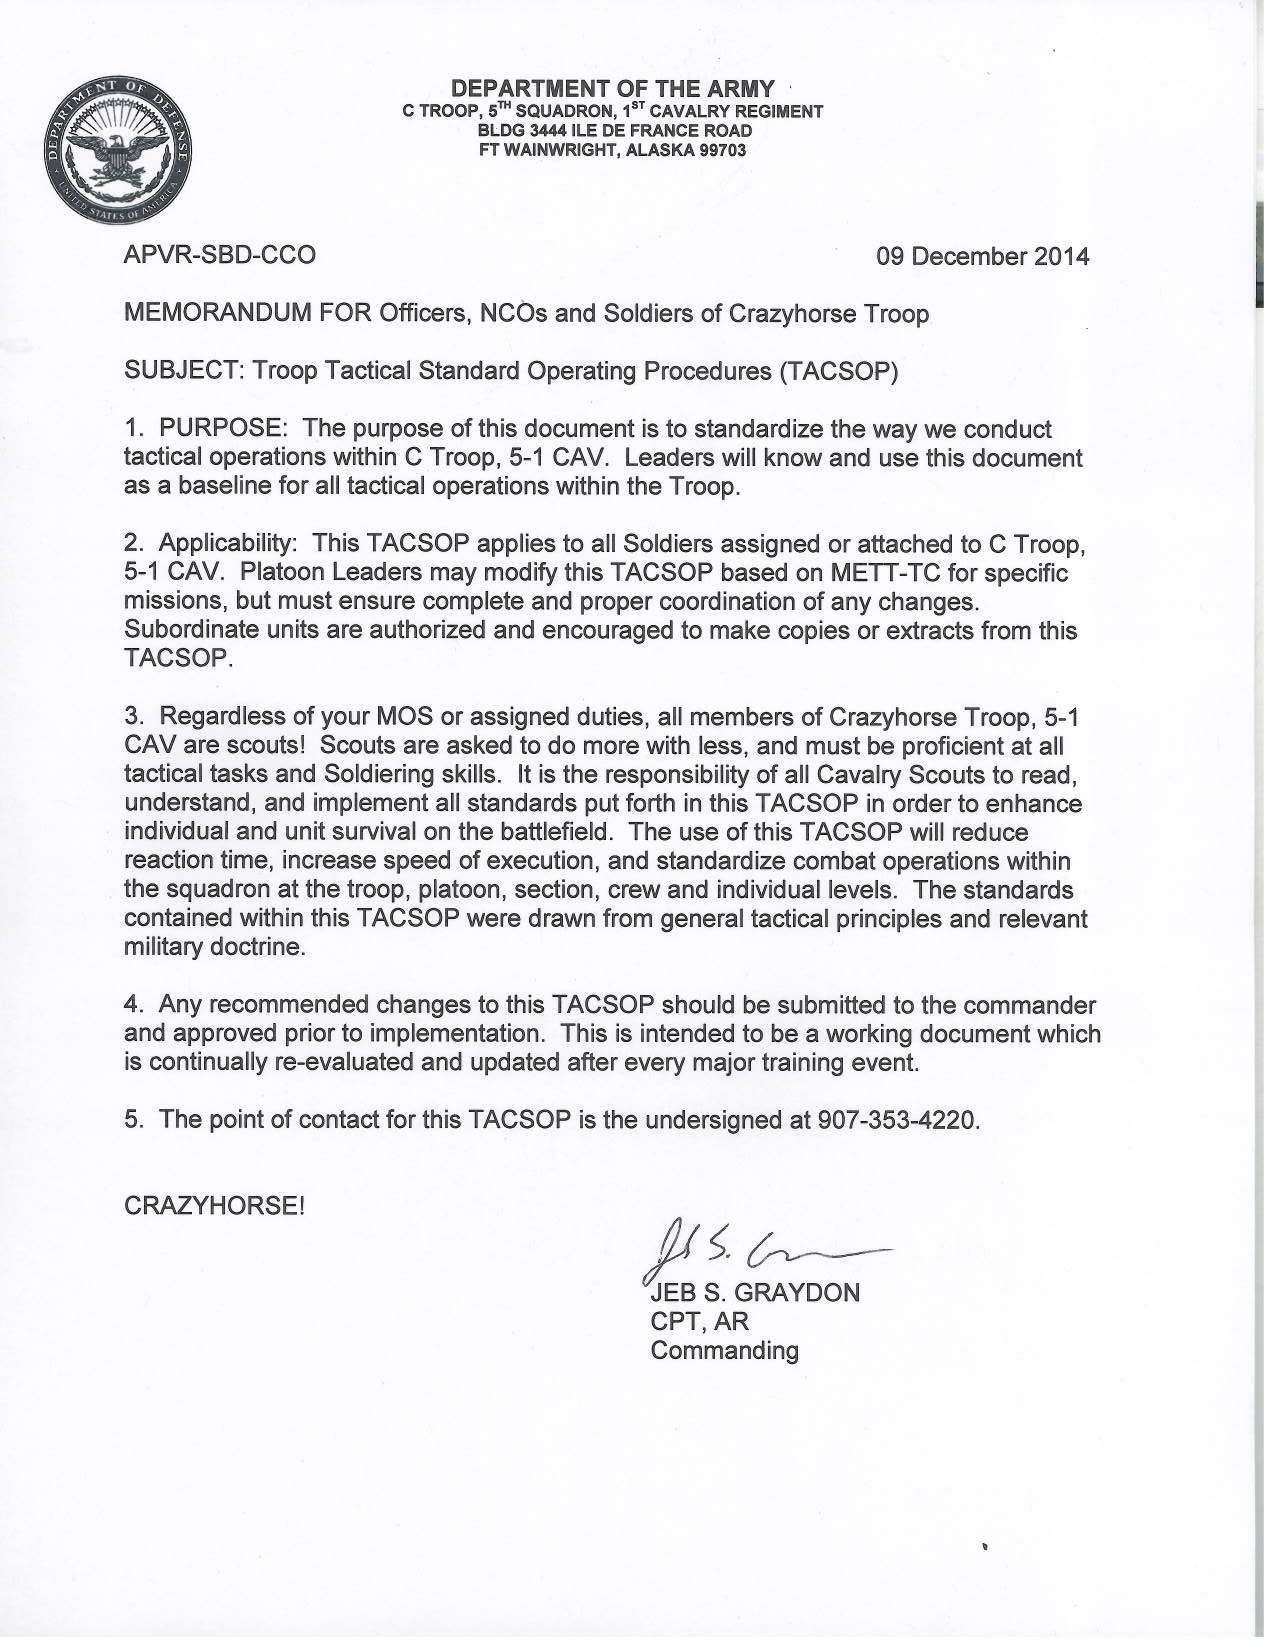 DEPARTMENT OF DEFENSE
UNITED STATES OF AMERICA
DEPARTMENT OF THE ARMY
C TROOP, 5TH SQUADRON, 1ST CAVALRY REGIMENT
BLDG 3444 ILE DE FRANCE ROAD
FT WAINWRIGHT, ALASKA 99703
APVR-SBD-CCO 09 December 2014
MEMORANDUM FOR Officers, NCOs and Soldiers of Crazyhorse Troop
SUBJECT: Troop Tactical Standard Operating Procedures (TACSOP)
1. PURPOSE: The purpose of this document is to standardize the way we conduct
tactical operations within C Troop, 5-1 CAV. Leaders will know and use this document
as a baseline for all tactical operations within the Troop.
2. Applicability: This TACSOP applies to all Soldiers assigned or attached to C Troop,
5-1 CAV. Platoon Leaders may modify this TACSOP based on METT-TC for specific
missions, but must ensure complete and proper coordination of any changes.
Subordinate units are authorized and encouraged to make copies or extracts from this
TACSOP.
3. Regardless of your MOS or assigned duties, all members of Crazyhorse Troop, 5-1
CAV are scouts! Scouts are asked to do more with less, and must be proficient at all
tactical tasks and Soldiering skills. It is the responsibility of all Cavalry Scouts to read,
understand, and implement all standards put forth in this TACSOP in order to enhance
individual and unit survival on the battlefield. The use of this TACSOP will reduce
reaction time, increase speed of execution, and standardize combat operations within
the squadron at the troop, platoon, section, crew and individual levels. The standards
contained within this TACSOP were drawn from general tactical principles and relevant
military doctrine.
4. Any recommended changes to this TACSOP should be submitted to the commander
and approved prior to implementation. This is intended to be a working document which
is continually re-evaluated and updated after every major training event.
5. The point of contact for this TACSOP is the undersigned at 907-353-4220.
CRAZYHORSE!
JEB S. GRAYDON
CPT, AR
Commanding